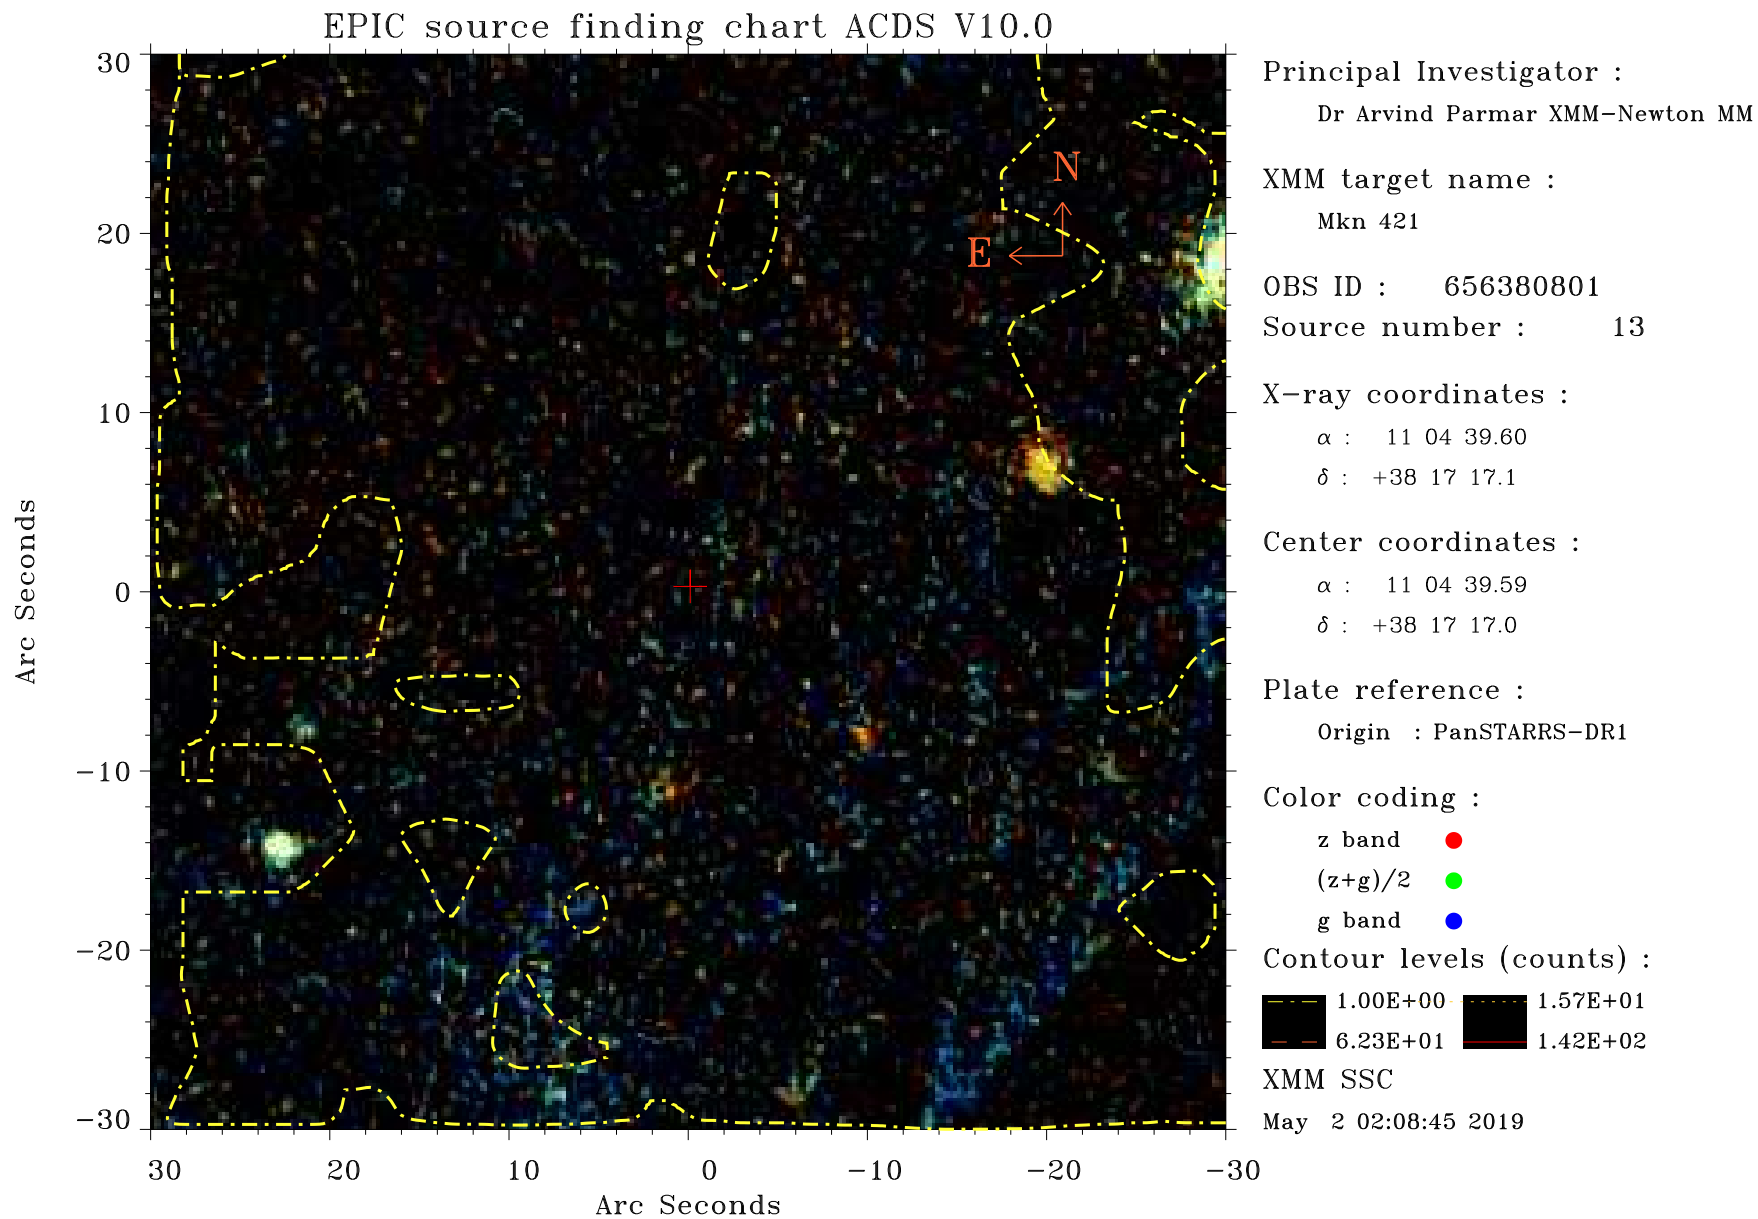 EPIC source finding chart ACDS V10.0
30
20
10
0
−10
−20
−30
Arc Seconds
30
20
10
0
−10
−20
−30
Arc Seconds
N
E
Principal Investigator :
Dr Arvind Parmar XMM−Newton MM
XMM target name :
Mkn 421
OBS ID : 656380801
Source number : 13
X−ray coordinates :
α : 11 04 39.60
δ : +38 17 17.1
Center coordinates :
α : 11 04 39.59
δ : +38 17 17.0
Plate reference :
Origin : PanSTARRS−DR1
Color coding :
z band
(z+g)/2
g band
Contour levels (counts) :
1.00E+00 1.57E+01
6.23E+01 1.42E+02
XMM SSC
May 2 02:08:45 2019